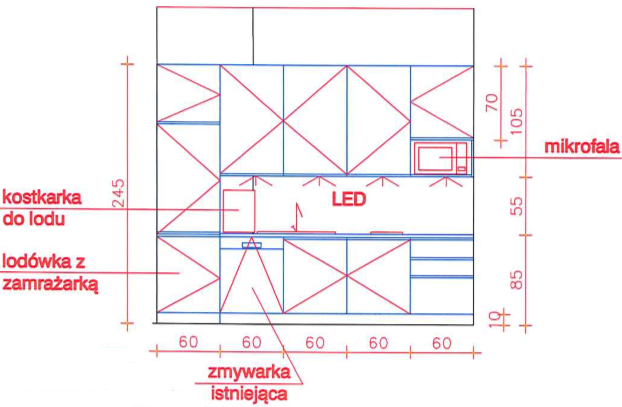 70
105
mikrofala
245
kostkarka
do lodu
LED
55
lodówka z
zamrażarką
85
10
60 60 60 60 60
zmywarka
istniejąca